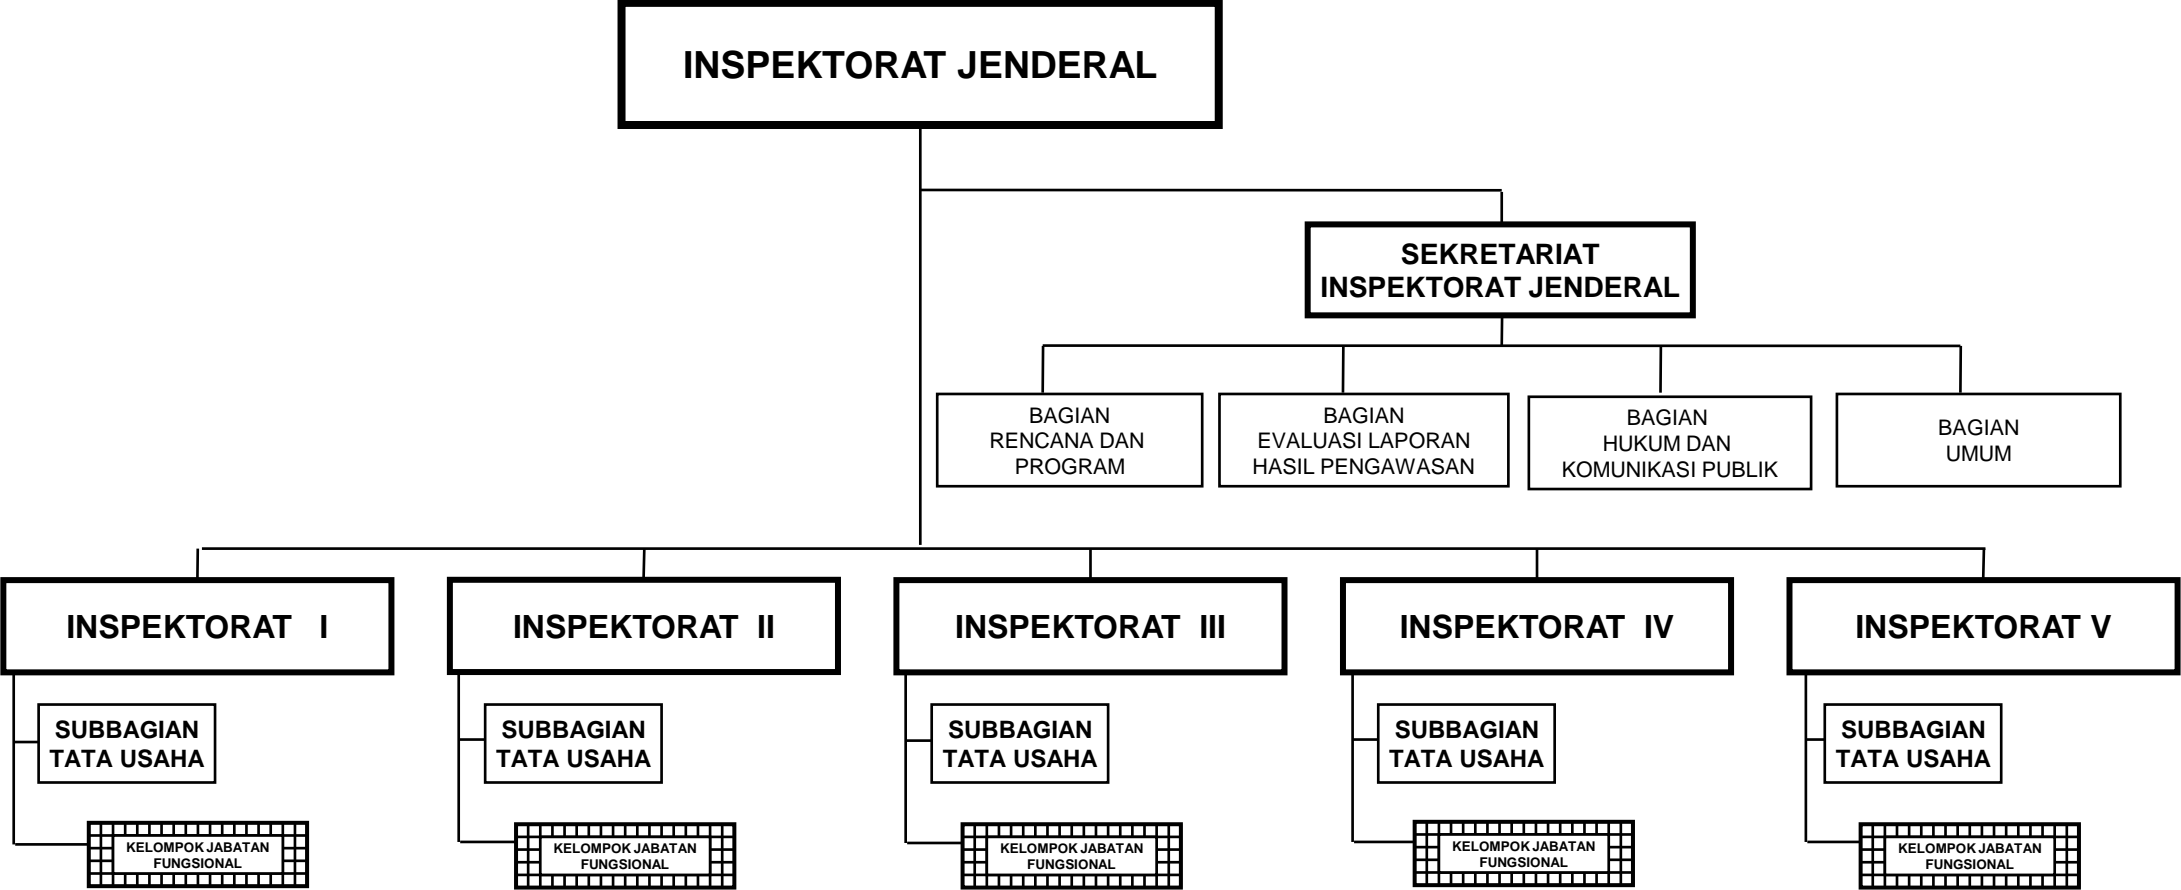 INSPEKTORAT JENDERAL
SEKRETARIAT
INSPEKTORAT JENDERAL
BAGIAN
RENCANA DAN
PROGRAM
BAGIAN
EVALUASI LAPORAN
HASIL PENGAWASAN
BAGIAN
HUKUM DAN
KOMUNIKASI PUBLIK
BAGIAN
UMUM
INSPEKTORAT I
INSPEKTORAT II
INSPEKTORAT III
INSPEKTORAT IV
INSPEKTORAT V
SUBBAGIAN
TATA USAHA
SUBBAGIAN
TATA USAHA
SUBBAGIAN
TATA USAHA
SUBBAGIAN
TATA USAHA
SUBBAGIAN
TATA USAHA
KELOMPOK JABATAN
FUNGSIONAL
KELOMPOK JABATAN
FUNGSIONAL
KELOMPOK JABATAN
FUNGSIONAL
KELOMPOK JABATAN
FUNGSIONAL
KELOMPOK JABATAN
FUNGSIONAL